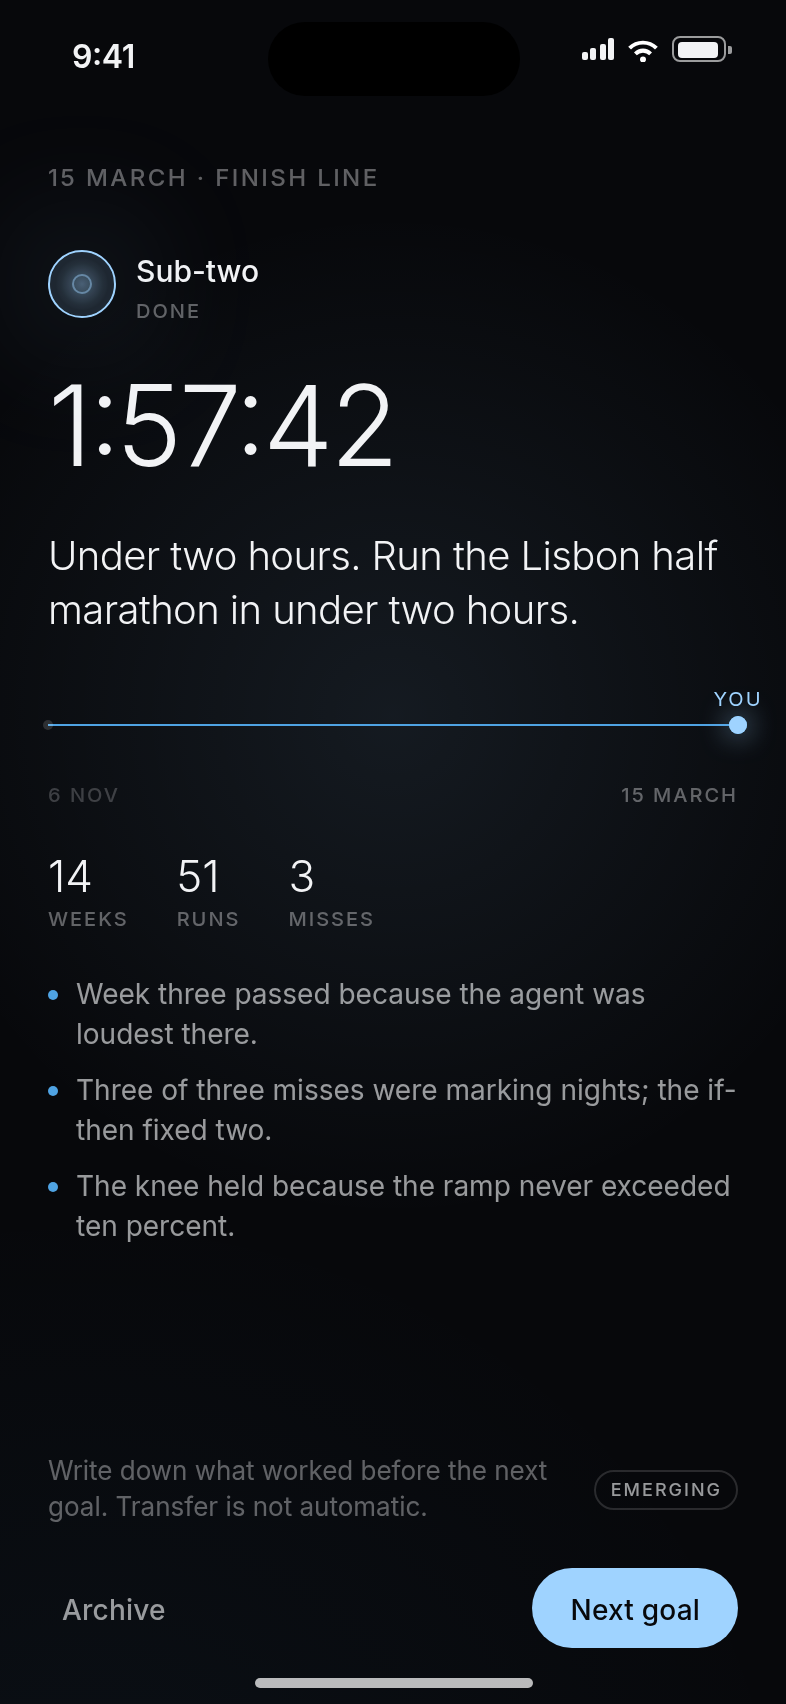 9:41
15 MARCH · FINISH LINE
Sub-two
DONE
1:57:42
Under two hours. Run the Lisbon half
marathon in under two hours.
YOU
6 NOV
15 MARCH
14
WEEKS
51
RUNS
3
MISSES
Week three passed because the agent was
loudest there.
Three of three misses were marking nights; the if-
then fixed two.
The knee held because the ramp never exceeded
ten percent.
Write down what worked before the next
goal. Transfer is not automatic.
EMERGING
Archive
Next goal